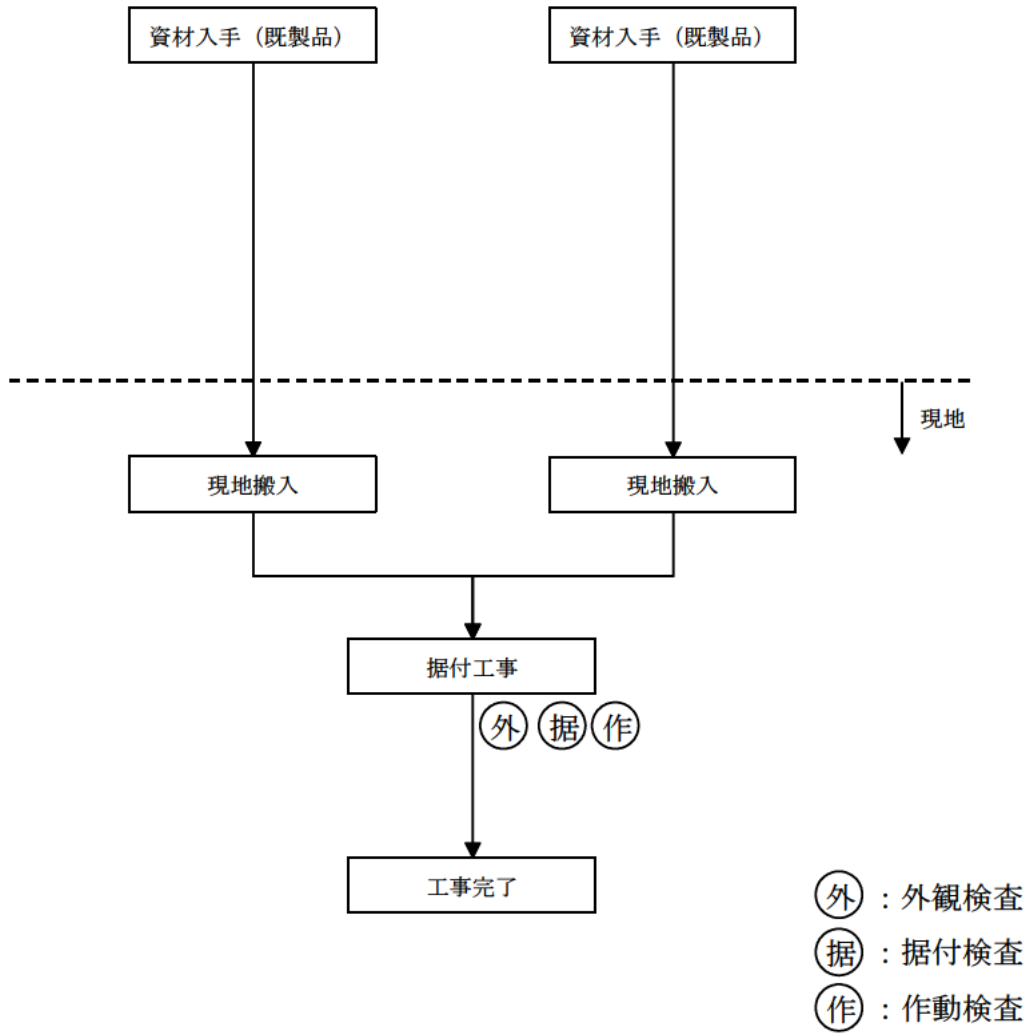 資材入手（既製品）
資材入手（既製品）
現地
現地搬入
現地搬入
据付工事
外 据 作
工事完了
外：外観検査
据：据付検査
作：作動検査